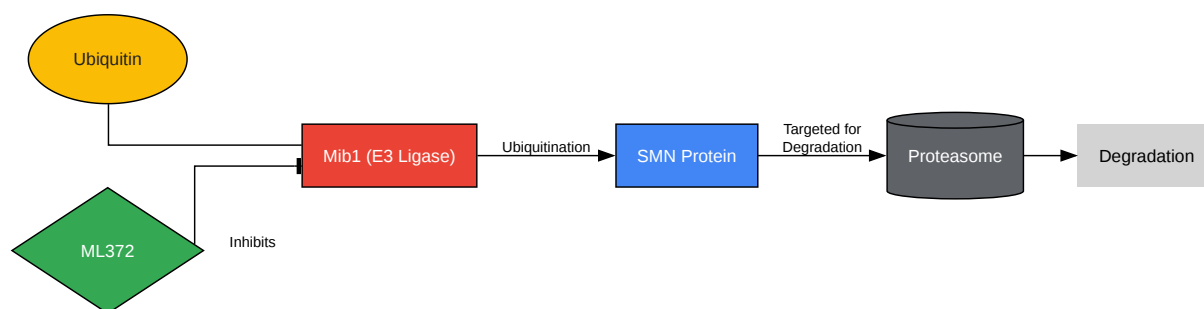 Ubiquitin
Mib1 (E3 Ligase)
Ubiquitination
SMN Protein
Targeted for
Degradation
Proteasome
Degradation
ML372
Inhibits